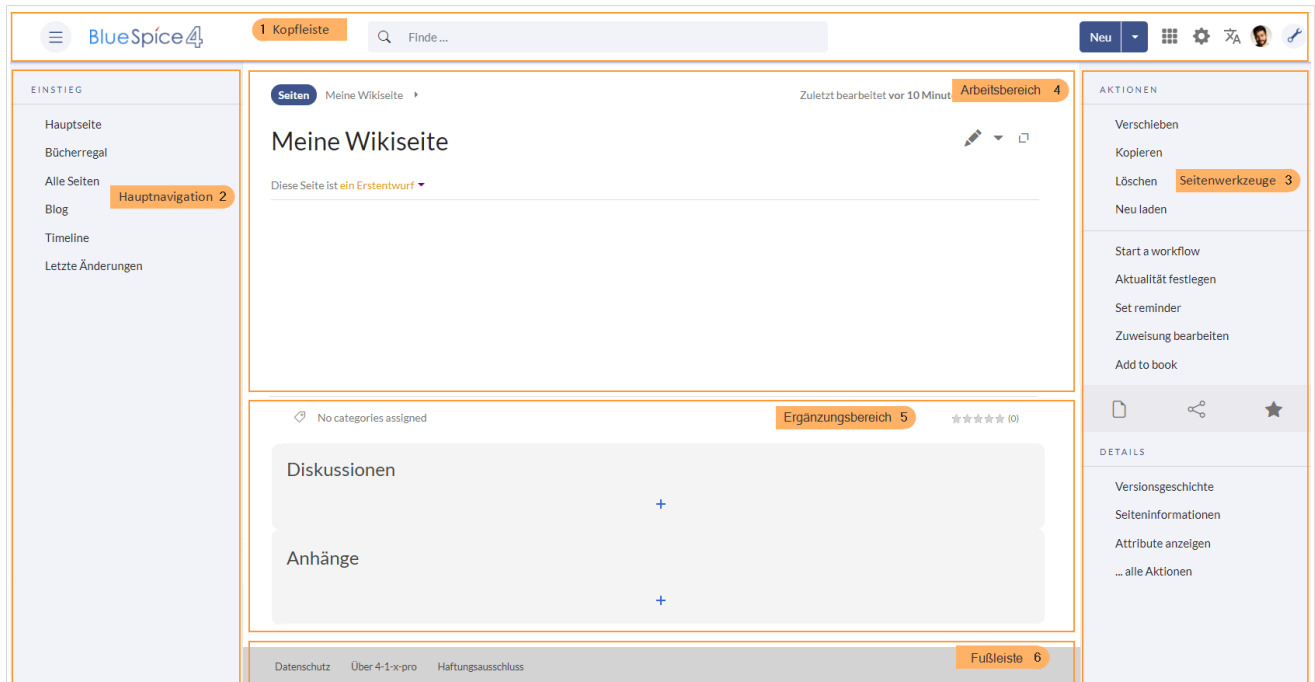 BlueSpice 4
1 Kopfleiste
Finde ...
Neu
EINSTIEG
Hauptseite
Bücherregal
Alle Seiten
Hauptnavigation 2
Blog
Timeline
Letzte Änderungen
Seiten Meine Wikiseite
Zuletzt bearbeitet vor 10 Minut
Arbeitsbereich 4
Meine Wikiseite
Diese Seite ist ein Erstentwurf
No categories assigned
Ergänzungsbereich 5
(0)
Diskussionen
+
Anhänge
+
Datenschutz Über 4-1-x-pro Haftungsausschluss
Fußleiste 6
AKTIONEN
Verschieben
Kopieren
Löschen
Seitenwerkzeuge 3
Neu laden
Start a workflow
Aktualität festlegen
Set reminder
Zuweisung bearbeiten
Add to book
DETAILS
Versionsgeschichte
Seiteninformationen
Attribute anzeigen
... alle Aktionen